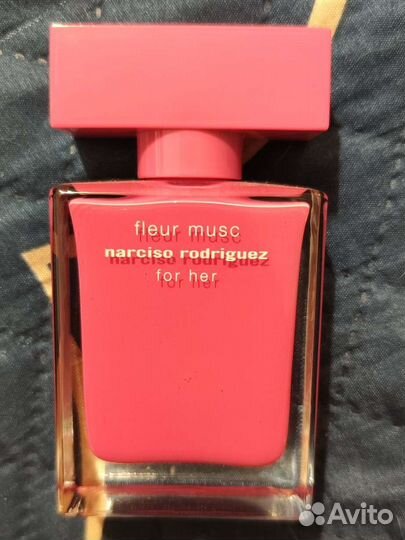 fleur musc
narciso rodriguez
for her
Avito